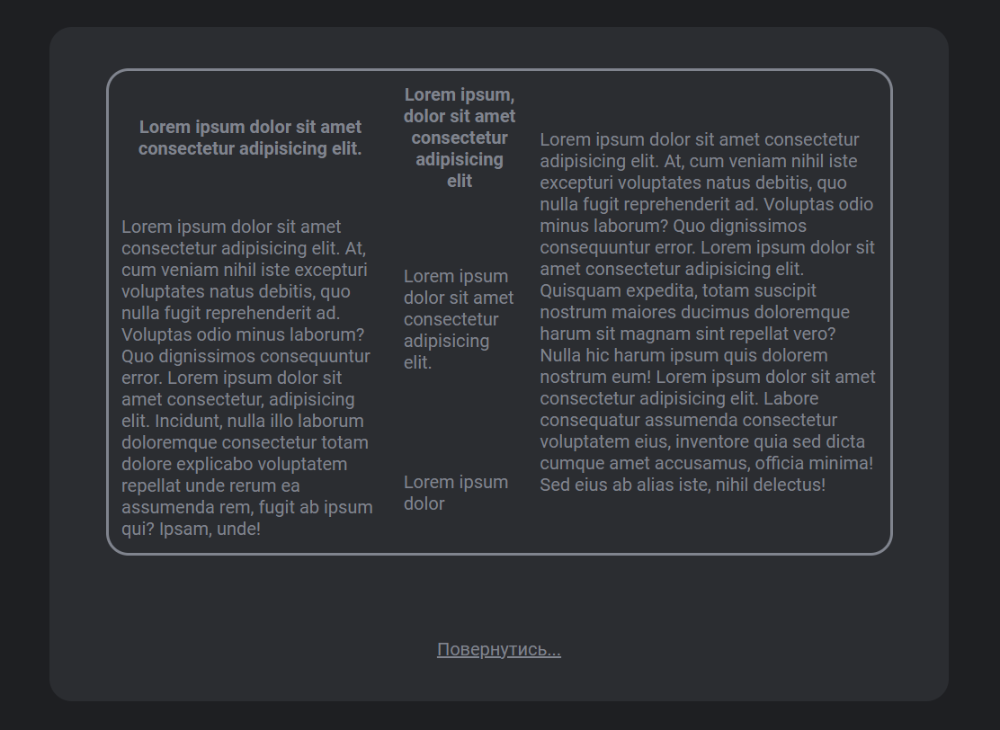 Lorem ipsum dolor sit amet
consectetur adipisicing elit.
Lorem ipsum,
dolor sit amet
consectetur
adipisicing
elit
Lorem ipsum dolor sit amet consectetur
adipisicing elit. At, cum veniam nihil iste
excepturi voluptates natus debitis, quo
nulla fugit reprehenderit ad. Voluptas odio
minus laborum? Quo dignissimos
consequuntur error. Lorem ipsum dolor sit
amet consectetur adipisicing elit.
Quisquam expedita, totam suscipit
nostrum maiores ducimus doloremque
harum sit magnam sint repellat vero?
Nulla hic harum ipsum quis dolorem
nostrum eum! Lorem ipsum dolor sit amet
consectetur adipisicing elit. Labore
consequatur assumenda consectetur
voluptatem eius, inventore quia sed dicta
cumque amet accusamus, officia minima!
Sed eius ab alias iste, nihil delectus!
Lorem ipsum dolor sit amet
consectetur adipisicing elit. At,
cum veniam nihil iste excepturi
voluptates natus debitis, quo
nulla fugit reprehenderit ad.
Voluptas odio minus laborum?
Quo dignissimos consequuntur
error. Lorem ipsum dolor sit
amet consectetur, adipisicing
elit. Incidunt, nulla illo laborum
doloremque consectetur totam
dolore explicabo voluptatem
repellat unde rerum ea
assumenda rem, fugit ab ipsum
qui? Ipsam, unde!
Lorem ipsum
dolor sit amet
consectetur
adipisicing
elit.
Lorem ipsum
dolor
Повернутись...